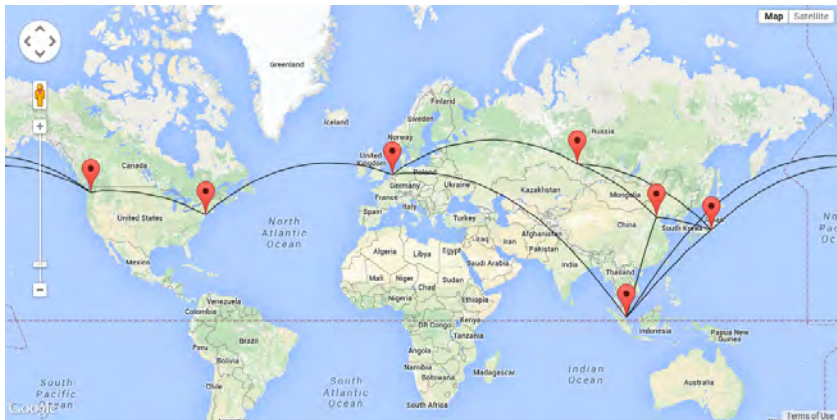 Map
Satellite
Greenland
Iceland
Finland
Sweden
Norway
Russia
Canada
United
Kingdom
Poland
Germany
Ukraine
Kazakhstan
Mongolia
France
Italy
Spain
Turkey
United States
China
South Korea
North
Atlantic
Ocean
Afghanistan
Iraq
Iran
Pakistan
Algeria
Libya
Egypt
Saudi Arabia
India
Mexico
Mali
Niger
Chad
Sudan
Thailand
Nigeria
Ethiopia
Venezuela
Colombia
DR Congo
Kenya
Tanzania
Indonesia
Papua New
Guinea
Brazil
Peru
Bolivia
Angola
Namibia
Botswana
Madagascar
Indian
Ocean
Chile
South
Pacific
Ocean
South
Atlantic
Ocean
South Africa
Australia
Google
Terms of Use